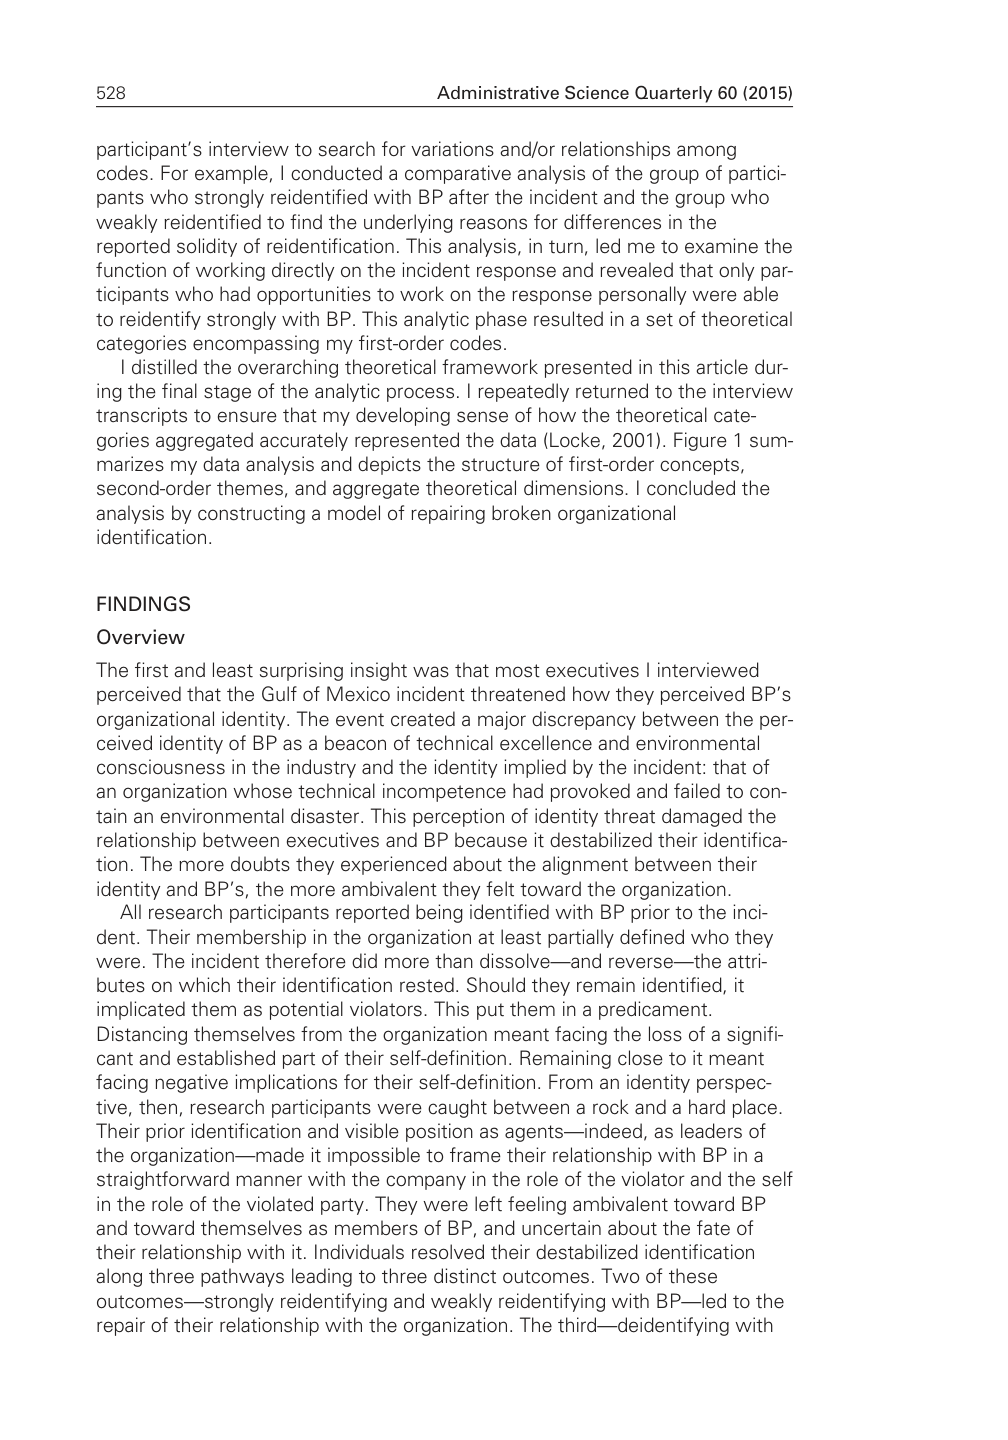 528
Administrative Science Quarterly 60 (2015)
participant's interview to search for variations and/or relationships among
codes. For example, I conducted a comparative analysis of the group of partici-
pants who strongly reidentified with BP after the incident and the group who
weakly reidentified to find the underlying reasons for differences in the
reported solidity of reidentification. This analysis, in turn, led me to examine the
function of working directly on the incident response and revealed that only par-
ticipants who had opportunities to work on the response personally were able
to reidentify strongly with BP. This analytic phase resulted in a set of theoretical
categories encompassing my first-order codes.
I distilled the overarching theoretical framework presented in this article dur-
ing the final stage of the analytic process. I repeatedly returned to the interview
transcripts to ensure that my developing sense of how the theoretical cate-
gories aggregated accurately represented the data (Locke, 2001). Figure 1 sum-
marizes my data analysis and depicts the structure of first-order concepts,
second-order themes, and aggregate theoretical dimensions. I concluded the
analysis by constructing a model of repairing broken organizational
identification.
FINDINGS
Overview
The first and least surprising insight was that most executives I interviewed
perceived that the Gulf of Mexico incident threatened how they perceived BP's
organizational identity. The event created a major discrepancy between the per-
ceived identity of BP as a beacon of technical excellence and environmental
consciousness in the industry and the identity implied by the incident: that of
an organization whose technical incompetence had provoked and failed to con-
tain an environmental disaster. This perception of identity threat damaged the
relationship between executives and BP because it destabilized their identifica-
tion. The more doubts they experienced about the alignment between their
identity and BP's, the more ambivalent they felt toward the organization.
All research participants reported being identified with BP prior to the inci-
dent. Their membership in the organization at least partially defined who they
were. The incident therefore did more than dissolve—and reverse—the attri-
butes on which their identification rested. Should they remain identified, it
implicated them as potential violators. This put them in a predicament.
Distancing themselves from the organization meant facing the loss of a signifi-
cant and established part of their self-definition. Remaining close to it meant
facing negative implications for their self-definition. From an identity perspec-
tive, then, research participants were caught between a rock and a hard place.
Their prior identification and visible position as agents—indeed, as leaders of
the organization—made it impossible to frame their relationship with BP in a
straightforward manner with the company in the role of the violator and the self
in the role of the violated party. They were left feeling ambivalent toward BP
and toward themselves as members of BP, and uncertain about the fate of
their relationship with it. Individuals resolved their destabilized identification
along three pathways leading to three distinct outcomes. Two of these
outcomes—strongly reidentifying and weakly reidentifying with BP—led to the
repair of their relationship with the organization. The third—deidentifying with